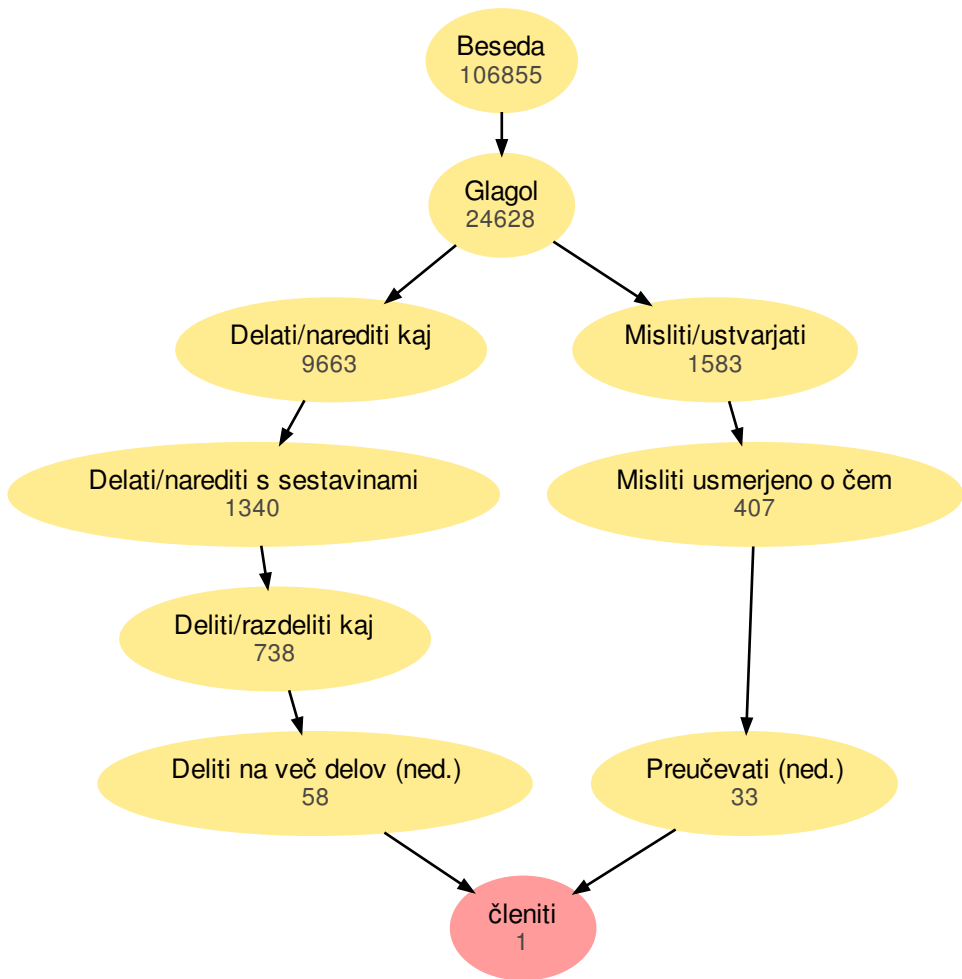 Beseda
106855
Glagol
24628
Delati/narediti kaj
9663
Misliti/ustvarjati
1583
Delati/narediti s sestavinami
1340
Misliti usmerjeno o čem
407
Deliti/razdeliti kaj
738
Deliti na več delov (ned.)
58
Preučevati (ned.)
33
členiti
1